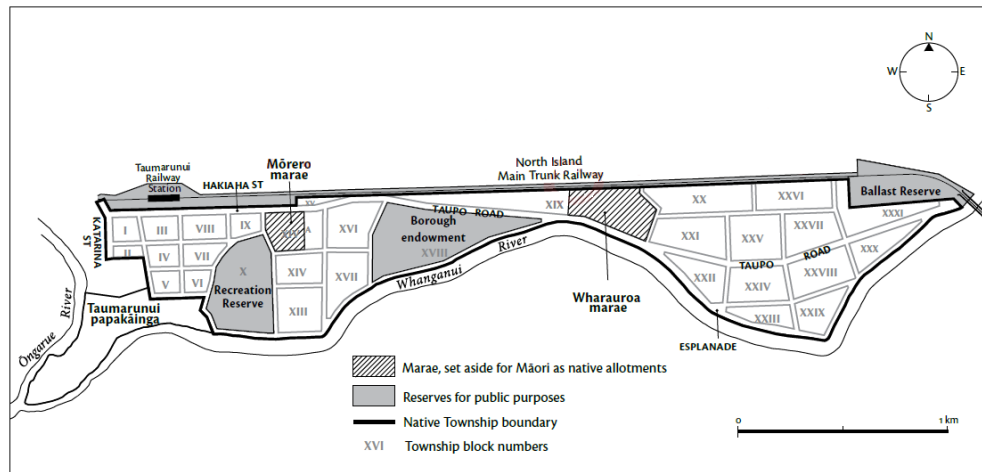 N
W E
S
Taumarunui
Railway
Station
HAKIAHA ST
Mōrero
marae
North Island
Main Trunk Railway
Ballast Reserve
KATARINA
ST
I
III
VIII
IX
XVI
TAUPO ROAD
Borough
endowment
XVIII
XIX
XX
XXVI
XXXI
II
IV
VII
X
XIV
XVII
XXI
XXV
XXVII
XXX
V
VI
Recreation
Reserve
XIII
Whanganui River
Wharauroa
marae
XXII
TAUPO ROAD
XXIV
XXVIII
XXIII
XXIX
ESPLANADE
Taumarunui
papakāinga
Ōngarue River
Marae, set aside for Māori as native allotments
Reserves for public purposes
Native Township boundary
XVI Township block numbers
0 1 km